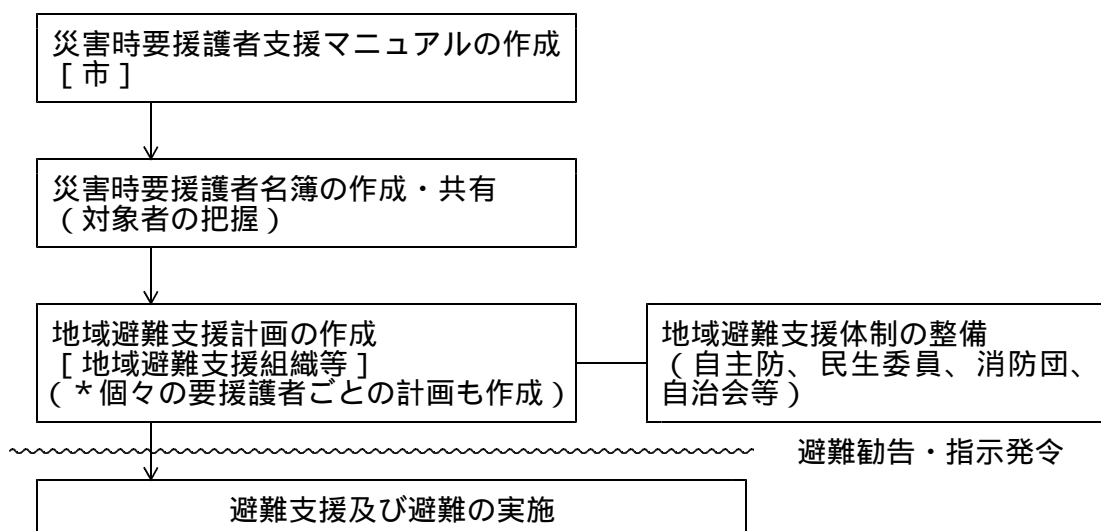 災害時要援護者支援マニュアルの作成
[ 市 ]
災害時要援護者名簿の作成・共有
( 対象者の把握 )
地域避難支援計画の作成
[ 地域避難支援組織等 ]
( *個々の要援護者ごとの計画も作成 )
地域避難支援体制の整備
( 自主防、民生委員、消防団、
自治会等 )
避難勧告・指示発令
避難支援及び避難の実施